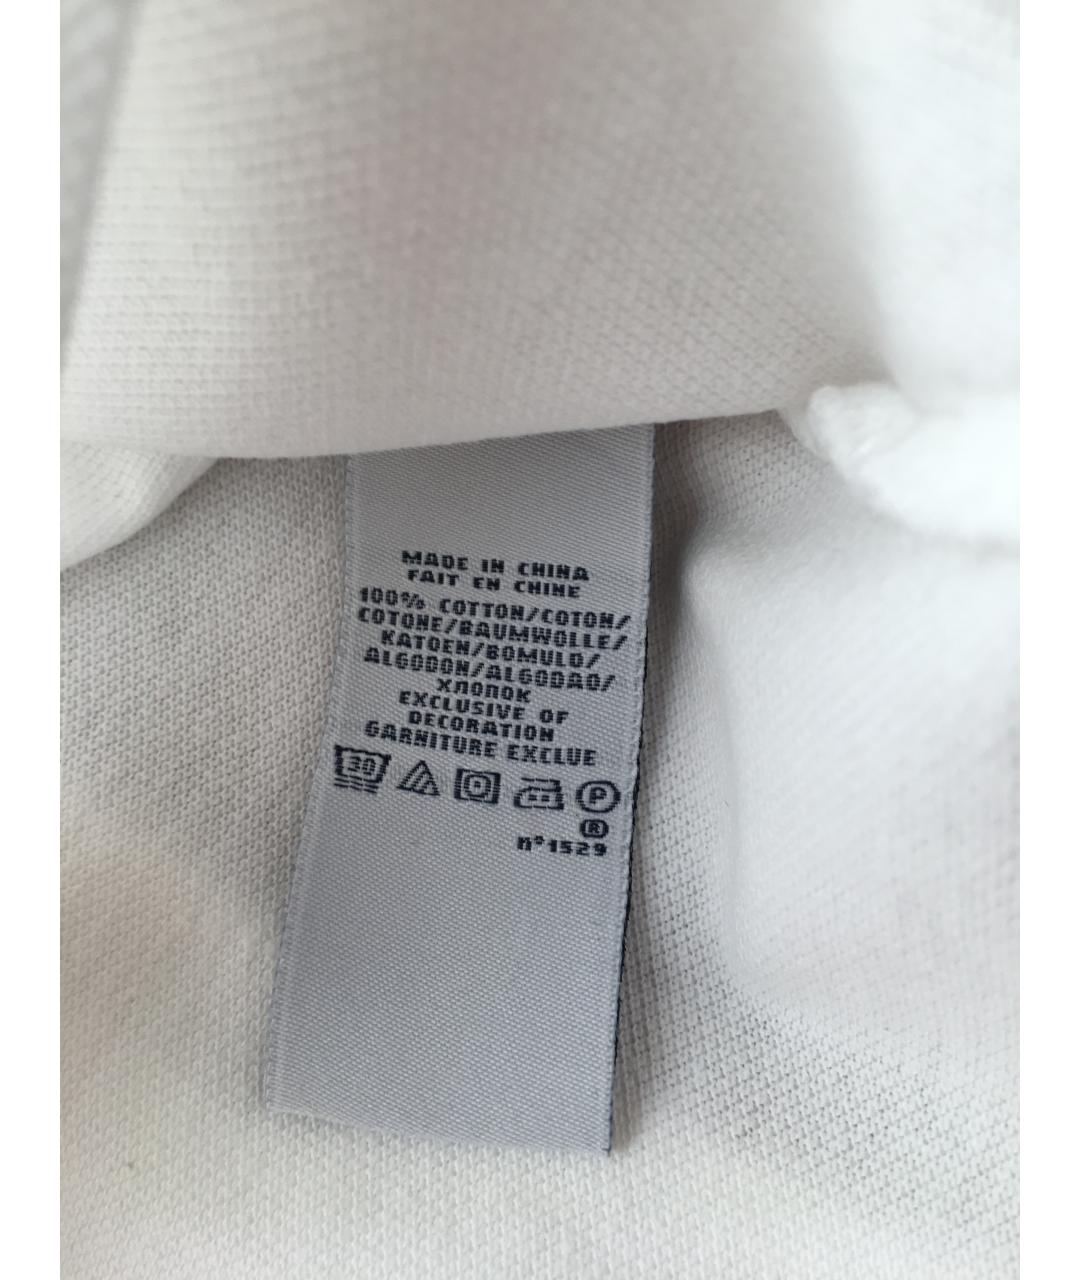 MADE IN CHINA
FAIT EN CHINE
100% COTTON/COTON/
COTONE/BAUMWOLLE/
KATOEN/BOMULD/
ALGODON/ALGODAO/
ХЛОПОК
EXCLUSIVE OF
DECORATION
GARNITURE EXCLUE
30 P
®
n°1529